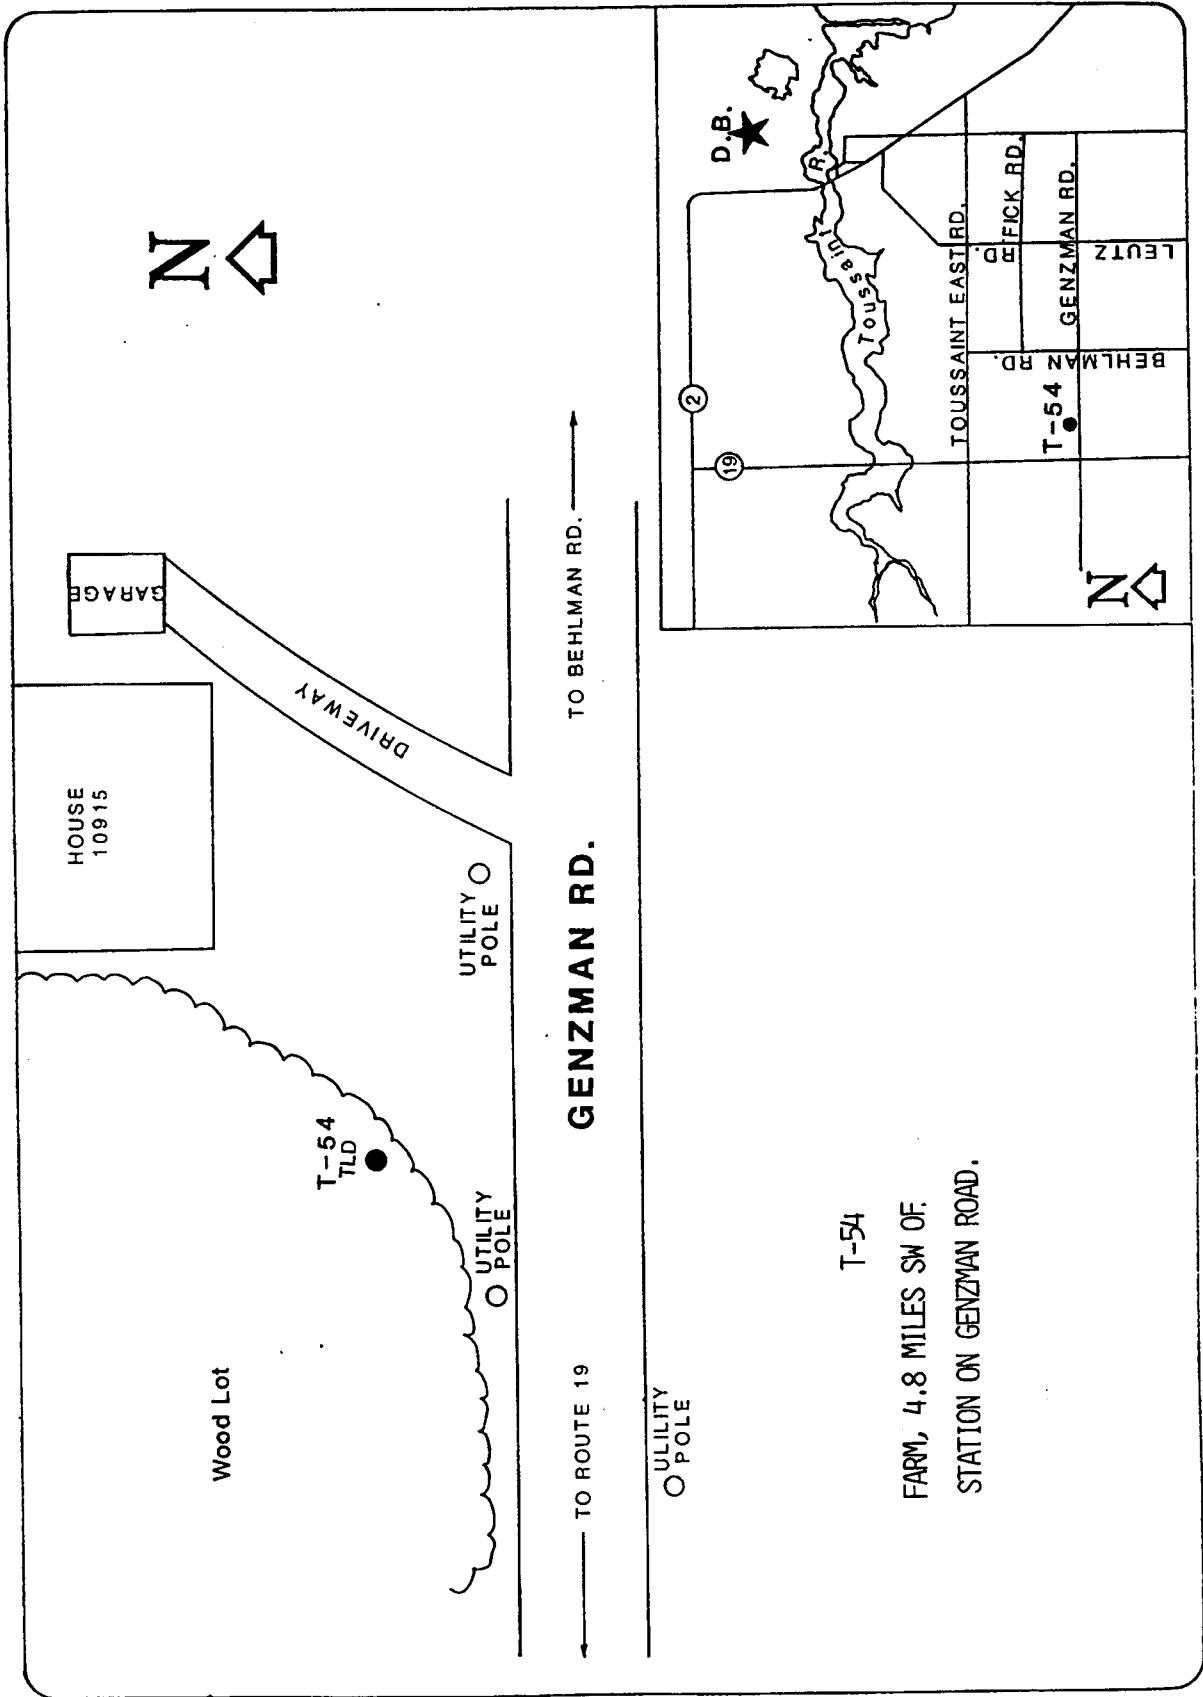 N
HOUSE
10915
GARAGE
DRIVEWAY
Wood Lot
T-54
TLD
UTILITY
POLE
UTILITY
POLE
TO ROUTE 19
GENZMAN RD.
TO BEHLMAN RD.
ULILITY
POLE
T-54
FARM, 4.8 MILES SW OF.
STATION ON GENZMAN ROAD.
D.B.
2
19
Toussaint R.
TOUSSAINT EAST RD.
FICK RD.
GENZMAN RD.
LEUTZ RD.
BEHLMAN RD.
T-54
N